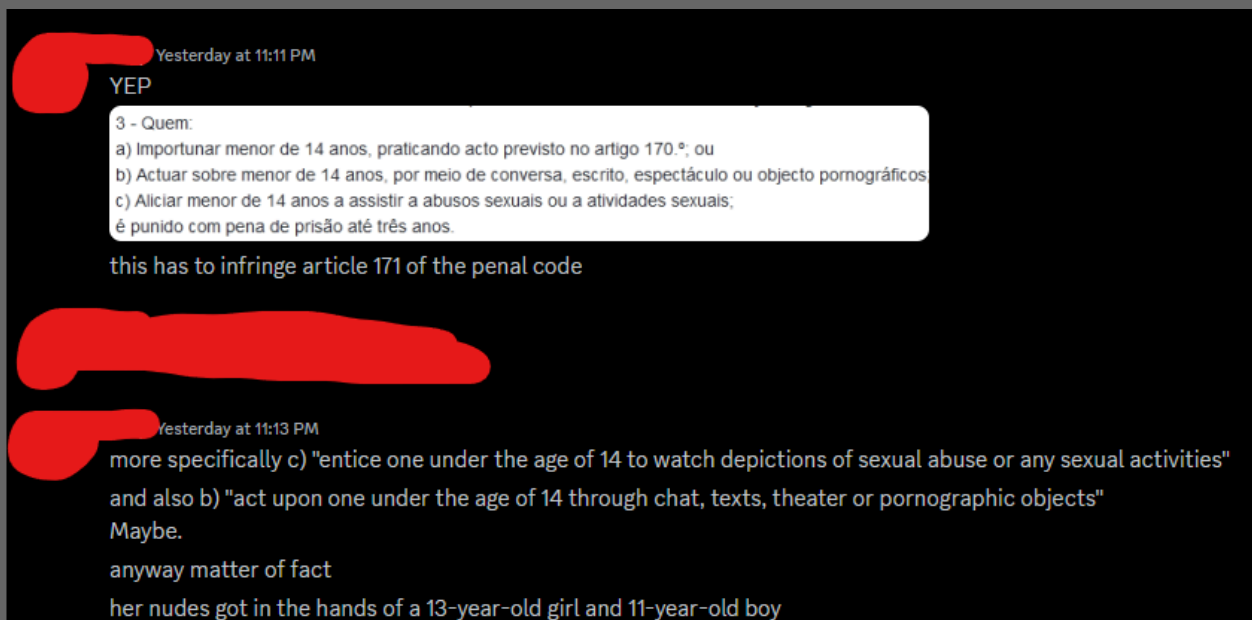 Yesterday at 11:11 PM
YEP
3 - Quem:
a) Importunar menor de 14 anos, praticando acto previsto no artigo 170.º; ou
b) Actuar sobre menor de 14 anos, por meio de conversa, escrito, espectáculo ou objecto pornográficos;
c) Aliciar menor de 14 anos a assistir a abusos sexuais ou a atividades sexuais;
é punido com pena de prisão até três anos.
this has to infringe article 171 of the penal code
Yesterday at 11:13 PM
more specifically c) "entice one under the age of 14 to watch depictions of sexual abuse or any sexual activities"
and also b) "act upon one under the age of 14 through chat, texts, theater or pornographic objects"
Maybe.
anyway matter of fact
her nudes got in the hands of a 13-year-old girl and 11-year-old boy